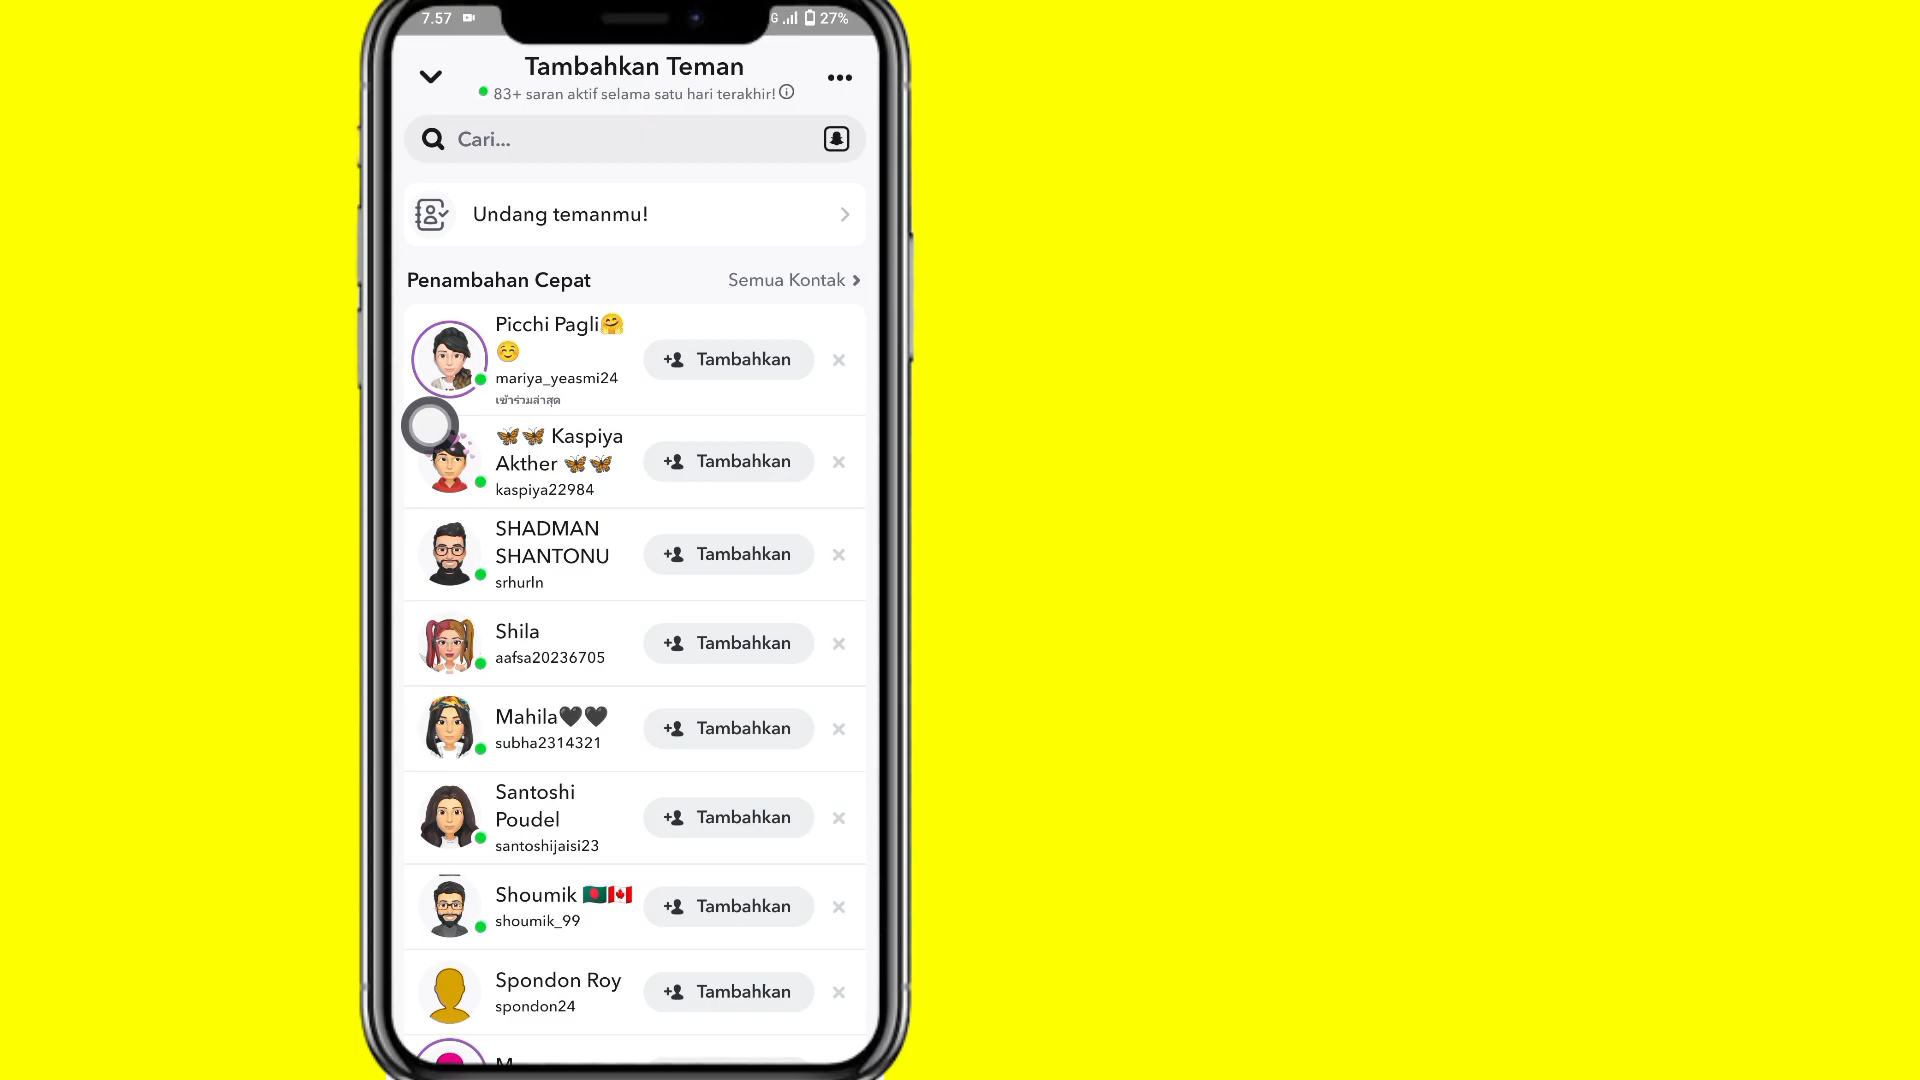 7.57 G 27%
Tambahkan Teman
83+ saran aktif selama satu hari terakhir!
Cari...
Undang temanmu!
Penambahan Cepat Semua Kontak
Picchi Pagli🤗
☺️
mariya_yeasmi24
เข้าร่วมล่าสุด
Tambahkan
🦋🦋 Kaspiya
Akther 🦋🦋
kaspiya22984
Tambahkan
SHADMAN
SHANTONU
srhurln
Tambahkan
Shila
aafsa20236705
Tambahkan
Mahila🖤🖤
subha2314321
Tambahkan
Santoshi
Poudel
santoshijaisi23
Tambahkan
Shoumik 🇧🇩🇨🇦
shoumik_99
Tambahkan
Spondon Roy
spondon24
Tambahkan